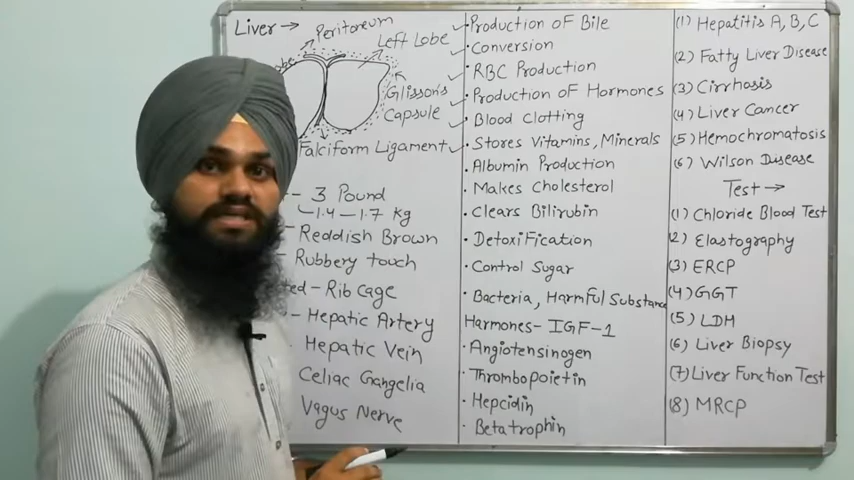 Liver →
Peritoneum
Left Lobe
obe
Glisson's
Capsule
Falciform Ligament
- 3 Pound
1.4 - 1.7 kg
- Reddish Brown
- Rubbery touch
ted - Rib cage
- Hepatic Artery
Hepatic Vein
Celiac Gangelia
Vagus Nerve
Production of Bile
Conversion
RBC Production
Production of Hormones
Blood Clotting
Stores Vitamins, Minerals
Albumin Production
Makes Cholesterol
Clears Bilirubin
Detoxification
Control Sugar
Bacteria, Harmful Substance
Harmones - IGF-1
Angiotensinogen
Thrombopoietin
Hepcidin
Betatrophin
(1) Hepatitis A, B, C
(2) Fatty Liver Disease
(3) Cirrhosis
(4) Liver Cancer
(5) Hemochromatosis
(6) Wilson Disease
Test →
(1) Chloride Blood Test
(2) Elastography
(3) ERCP
(4) GGT
(5) LDM
(6) Liver Biopsy
(7) Liver Function Test
(8) MRCP